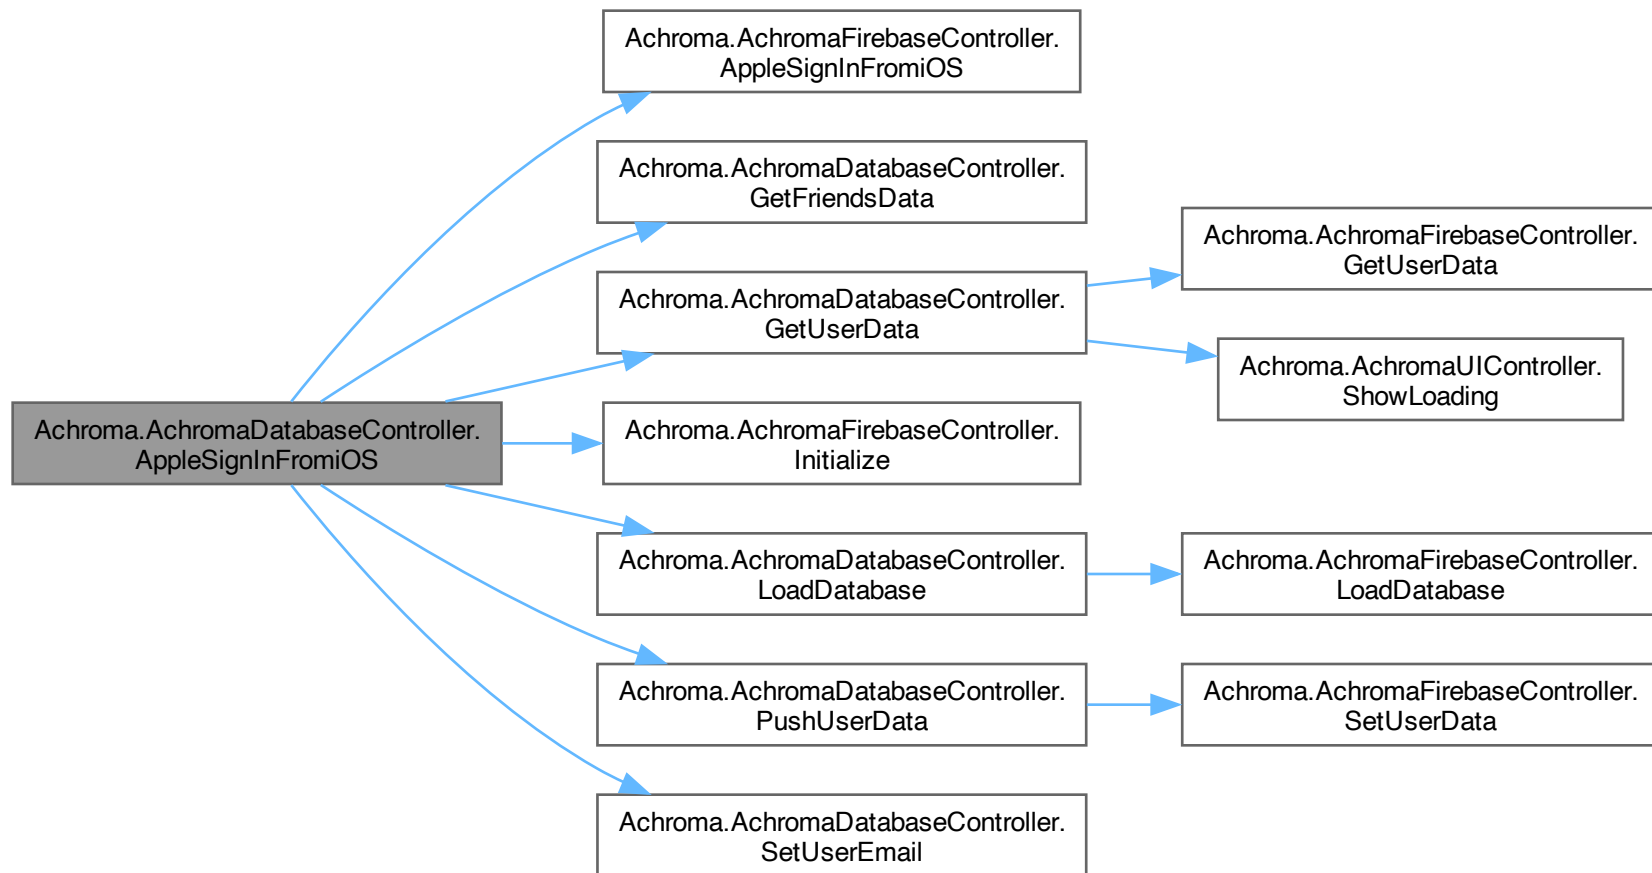 Achroma.AchromaFirebaseController.
AppleSignInFromiOS
Achroma.AchromaDatabaseController.
GetFriendsData
Achroma.AchromaFirebaseController.
GetUserData
Achroma.AchromaDatabaseController.
GetUserData
Achroma.AchromaUIController.
ShowLoading
Achroma.AchromaDatabaseController.
AppleSignInFromiOS
Achroma.AchromaFirebaseController.
Initialize
Achroma.AchromaDatabaseController.
LoadDatabase
Achroma.AchromaFirebaseController.
LoadDatabase
Achroma.AchromaDatabaseController.
PushUserData
Achroma.AchromaFirebaseController.
SetUserData
Achroma.AchromaDatabaseController.
SetUserEmail